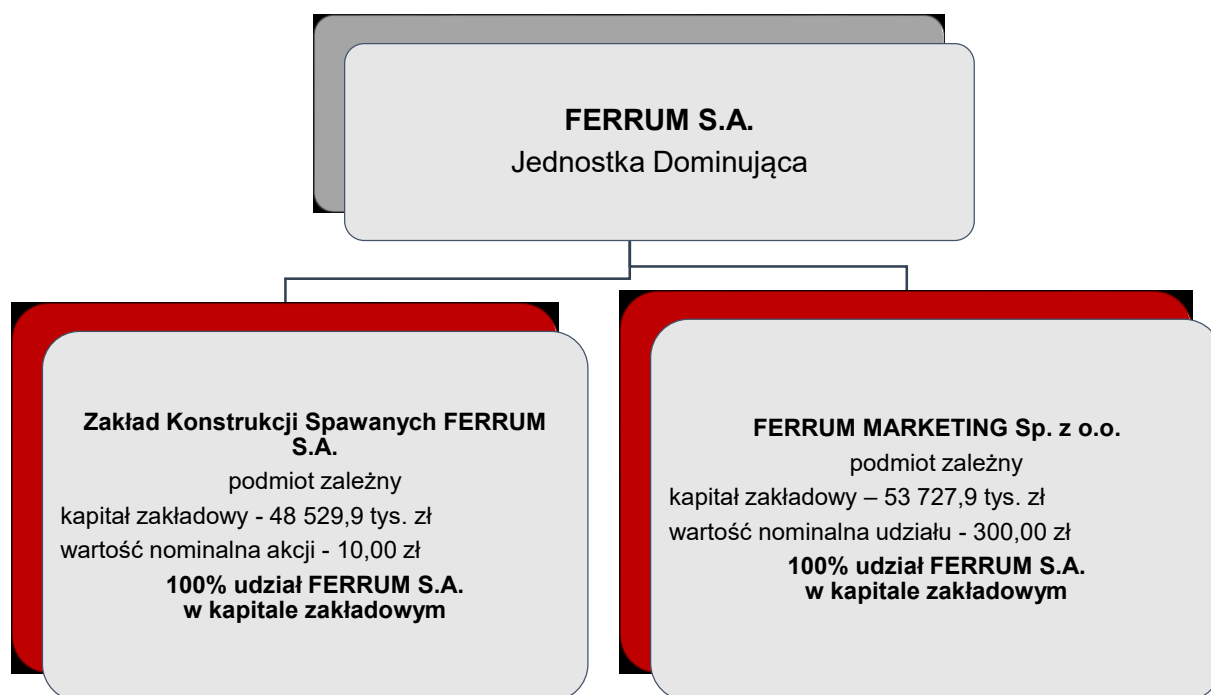 FERRUM S.A.
Jednostka Dominująca
Zakład Konstrukcji Spawanych FERRUM
S.A.
podmiot zależny
kapitał zakładowy - 48 529,9 tys. zł
wartość nominalna akcji - 10,00 zł
100% udział FERRUM S.A.
w kapitale zakładowym
FERRUM MARKETING Sp. z o.o.
podmiot zależny
kapitał zakładowy – 53 727,9 tys. zł
wartość nominalna udziału - 300,00 zł
100% udział FERRUM S.A.
w kapitale zakładowym